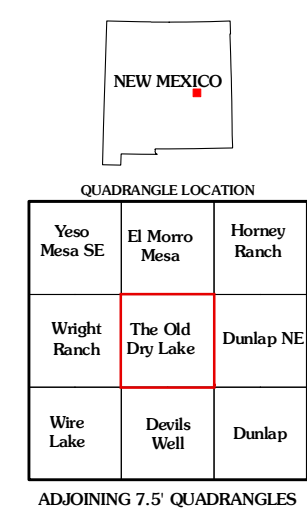 NEW MEXICO
QUADRANGLE LOCATION
Yeso
Mesa SE
El Morro
Mesa
Horney
Ranch
Wright
Ranch
The Old
Dry Lake
Dunlap NE
Wire
Lake
Devils
Well
Dunlap
ADJOINING 7.5' QUADRANGLES